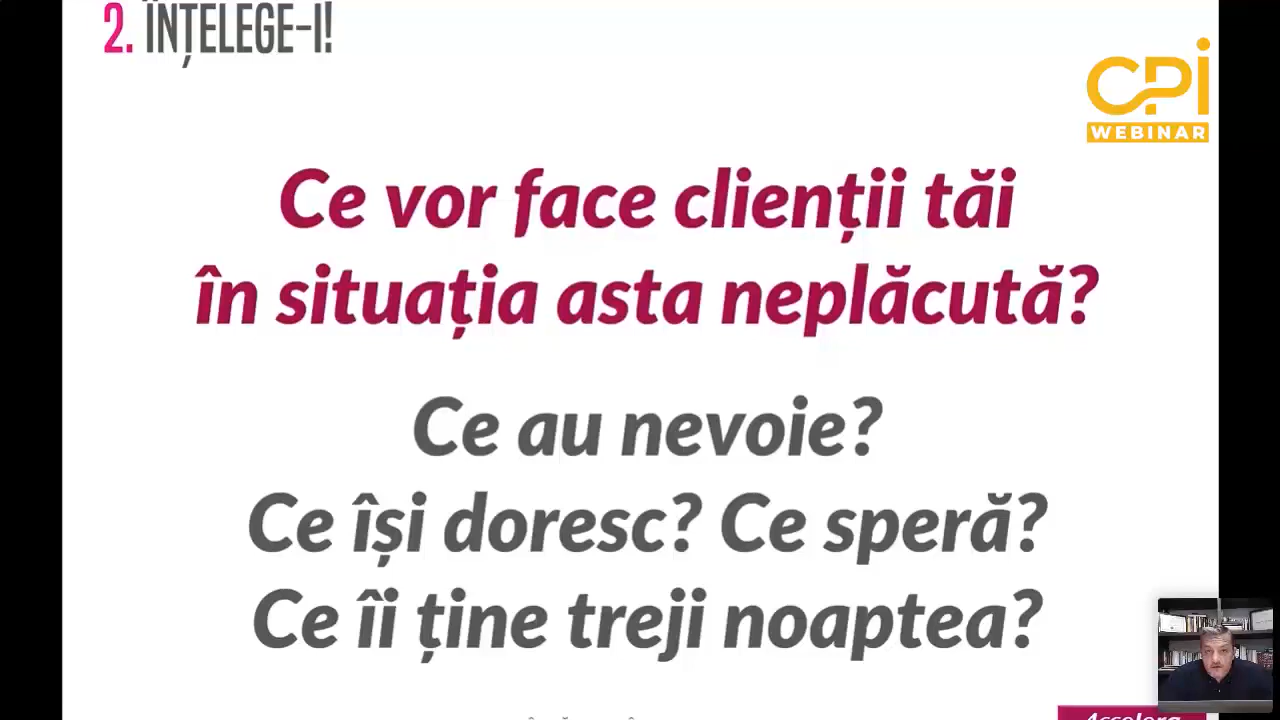 2. ÎNȚELEGE-I!
CPI
WEBINAR
Ce vor face clienții tăi
în situația asta neplăcută?
Ce au nevoie?
Ce își doresc? Ce speră?
Ce îi ține treji noaptea?